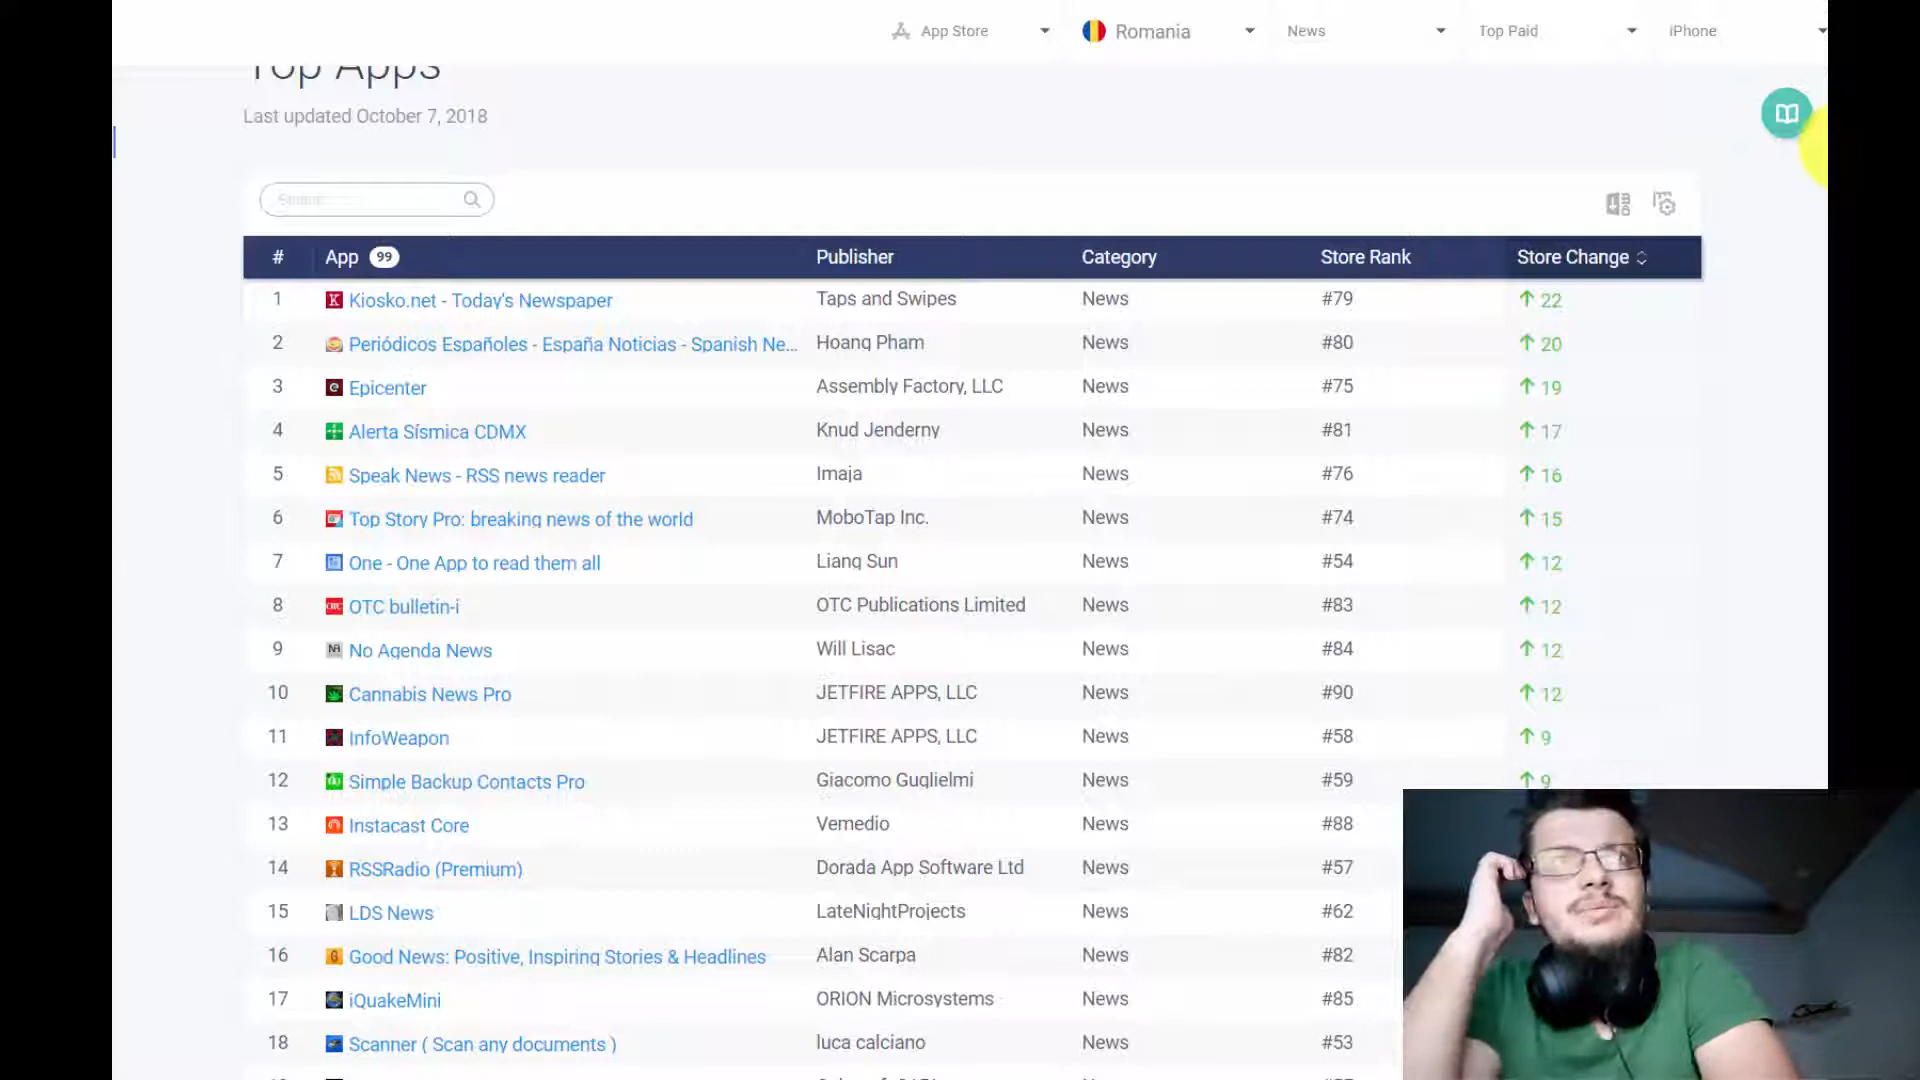 App Store Romania News Top Paid iPhone
Top Apps
Last updated October 7, 2018
Search
# App 99 Publisher Category Store Rank Store Change
1 Kiosko.net - Today's Newspaper Taps and Swipes News #79 22
2 Periódicos Españoles - España Noticias - Spanish Ne... Hoang Pham News #80 20
3 Epicenter Assembly Factory, LLC News #75 19
4 Alerta Sísmica CDMX Knud Jenderny News #81 17
5 Speak News - RSS news reader Imaja News #76 16
6 Top Story Pro: breaking news of the world MoboTap Inc. News #74 15
7 One - One App to read them all Liang Sun News #54 12
8 OTC bulletin-i OTC Publications Limited News #83 12
9 No Agenda News Will Lisac News #84 12
10 Cannabis News Pro JETFIRE APPS, LLC News #90 12
11 InfoWeapon JETFIRE APPS, LLC News #58 9
12 Simple Backup Contacts Pro Giacomo Guglielmi News #59 9
13 Instacast Core Vemedio News #88
14 RSSRadio (Premium) Dorada App Software Ltd News #57
15 LDS News LateNightProjects News #62
16 Good News: Positive, Inspiring Stories & Headlines Alan Scarpa News #82
17 iQuakeMini ORION Microsystems News #85
18 Scanner ( Scan any documents ) luca calciano News #53